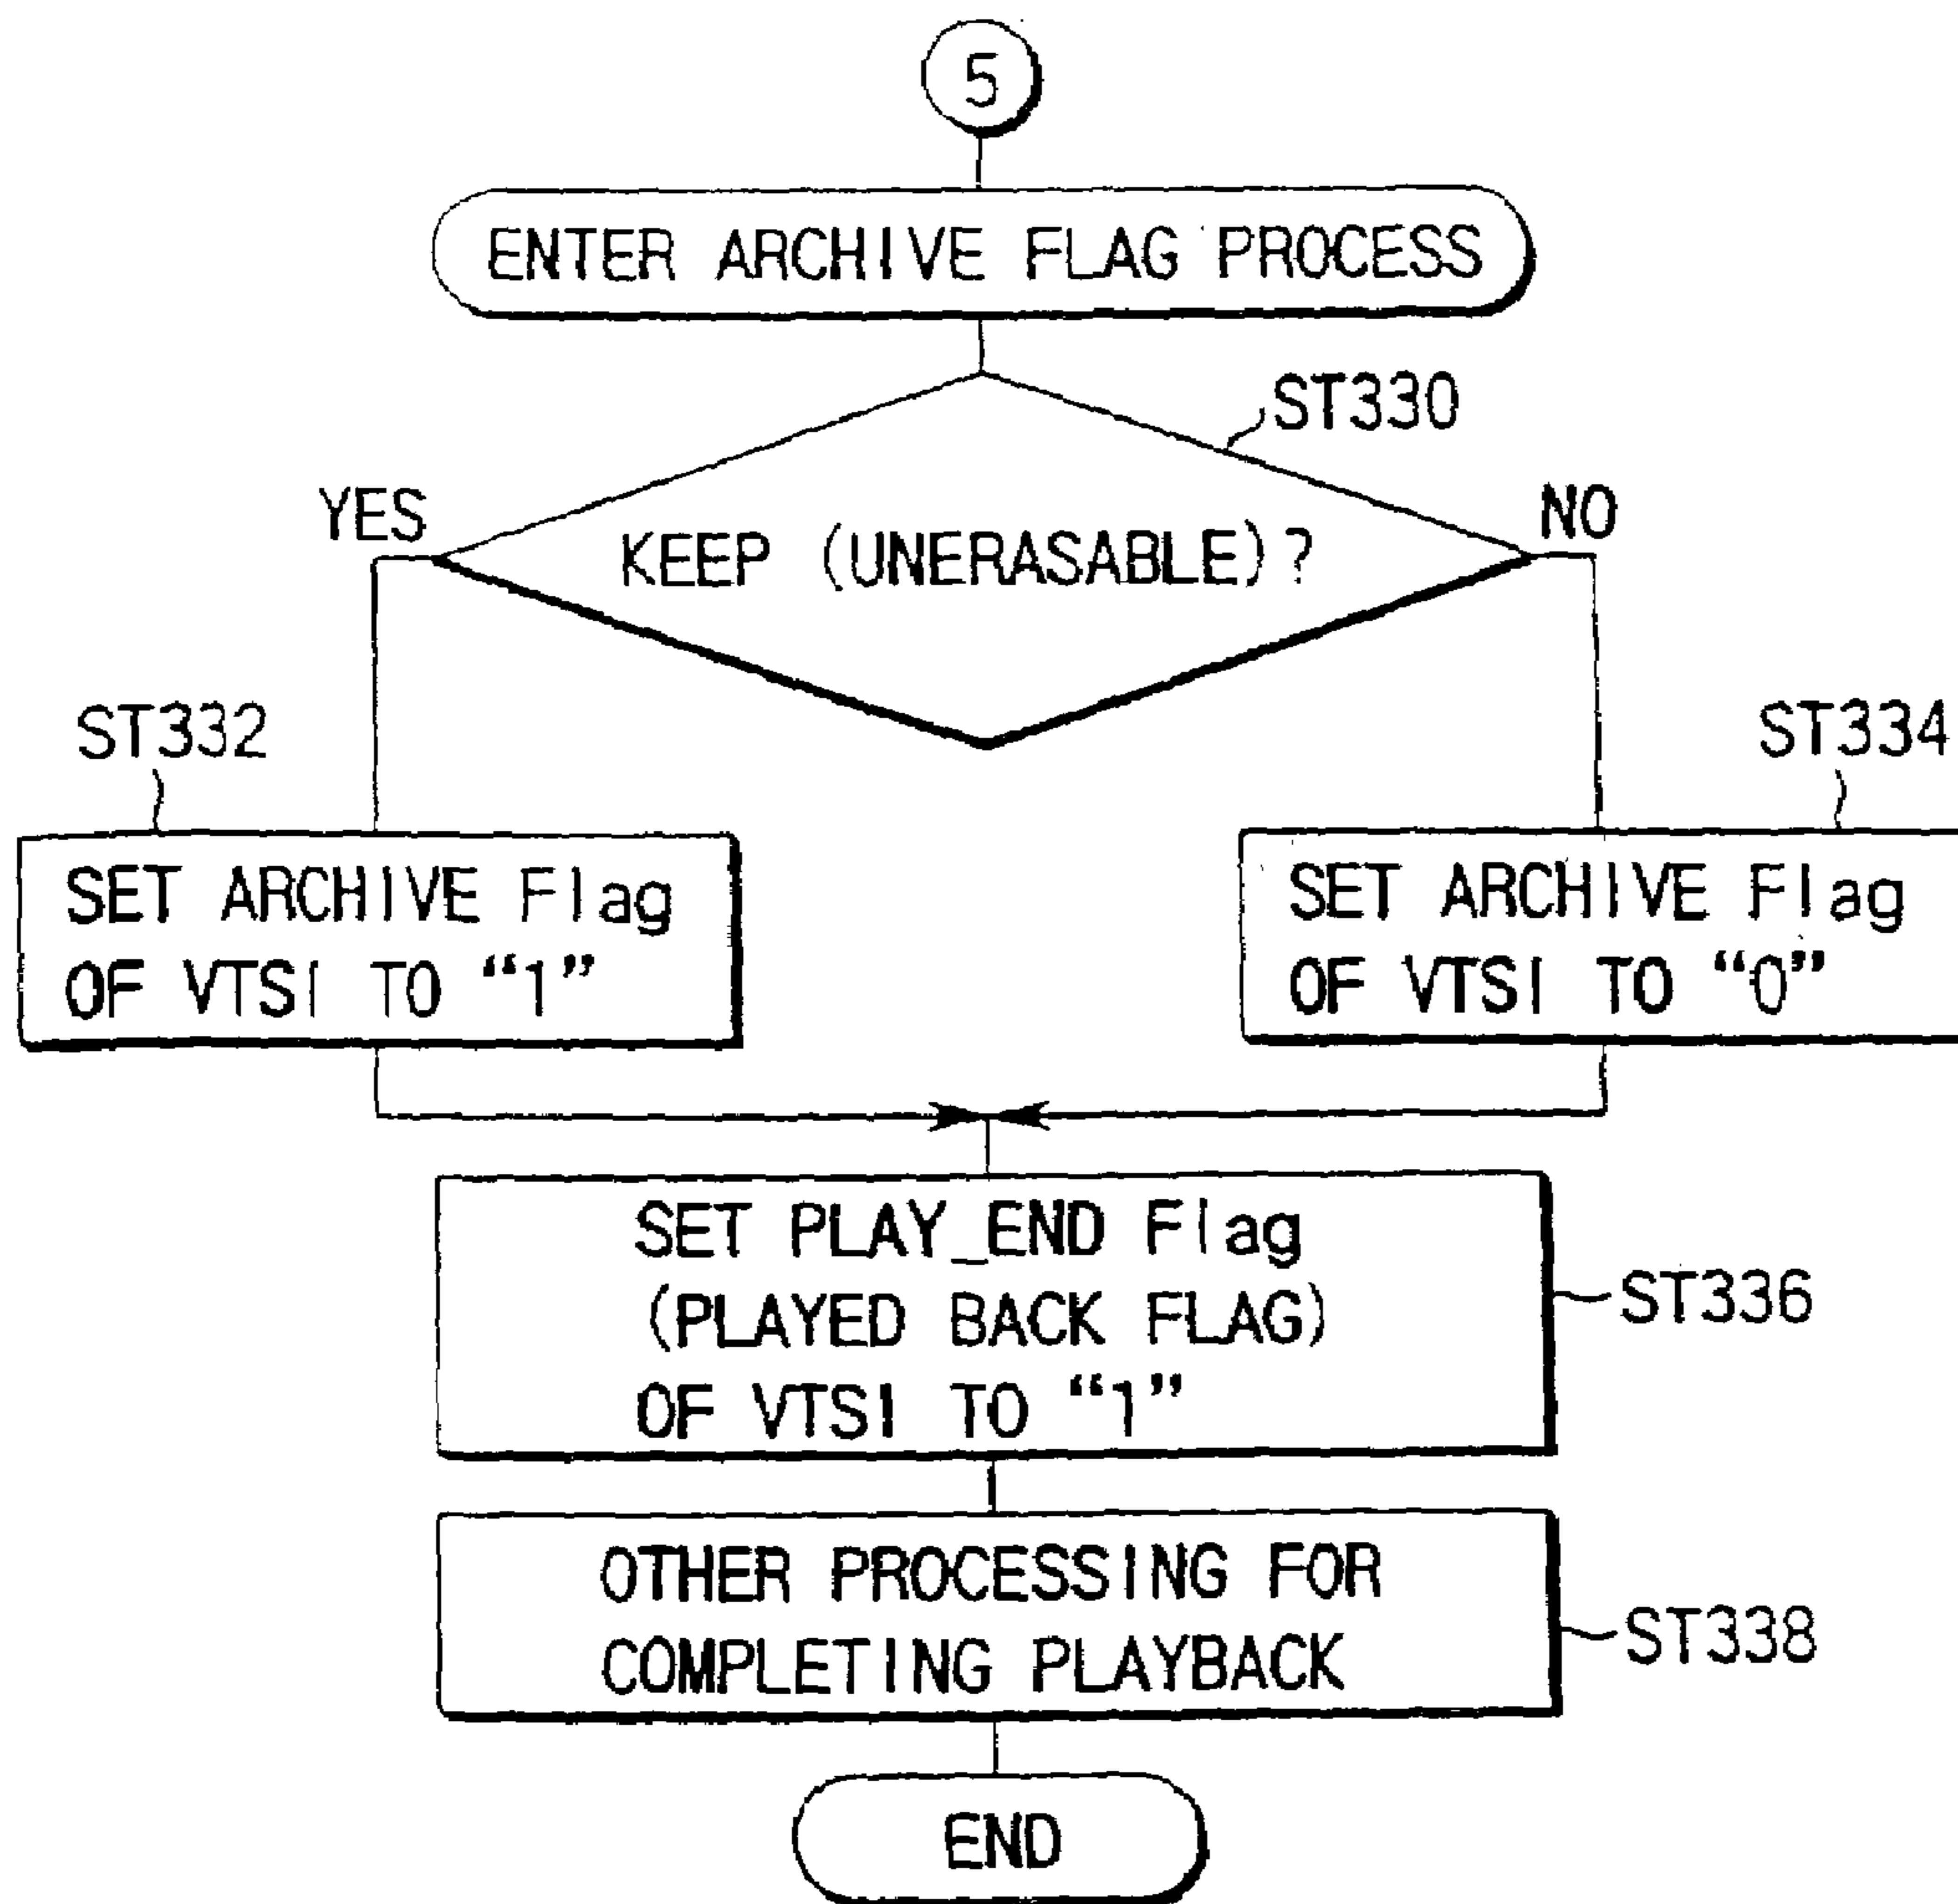 5
ENTER ARCHIVE FLAG PROCESS
ST330
YES
NO
KEEP (UNERASABLE)?
ST332
ST334
SET ARCHIVE Flag
OF VTSI TO “1”
SET ARCHIVE Flag
OF VTSI TO “0”
SET PLAY_END Flag
(PLAYED BACK FLAG)
OF VTSI TO “1”
ST336
OTHER PROCESSING FOR
COMPLETING PLAYBACK
ST338
END